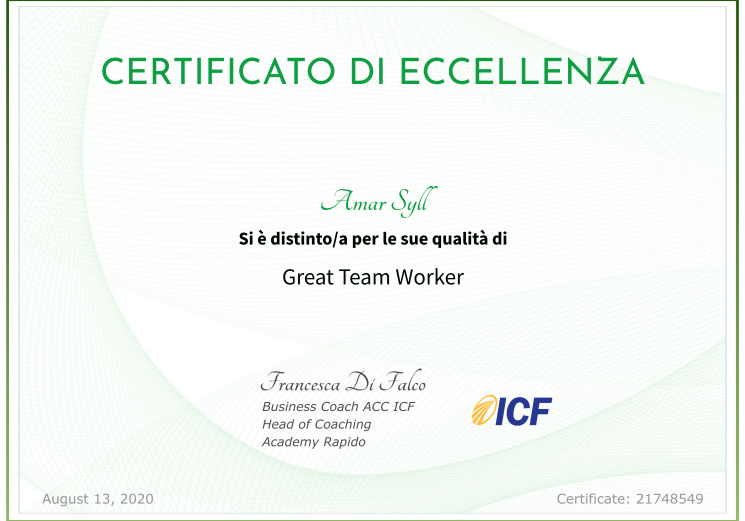 CERTIFICATO DI ECCELLENZA
Amar Syll
Si è distinto/a per le sue qualità di
Great Team Worker
Francesca Di Falco
Business Coach ACC ICF
Head of Coaching
Academy Rapido
ICF
August 13, 2020
Certificate: 21748549